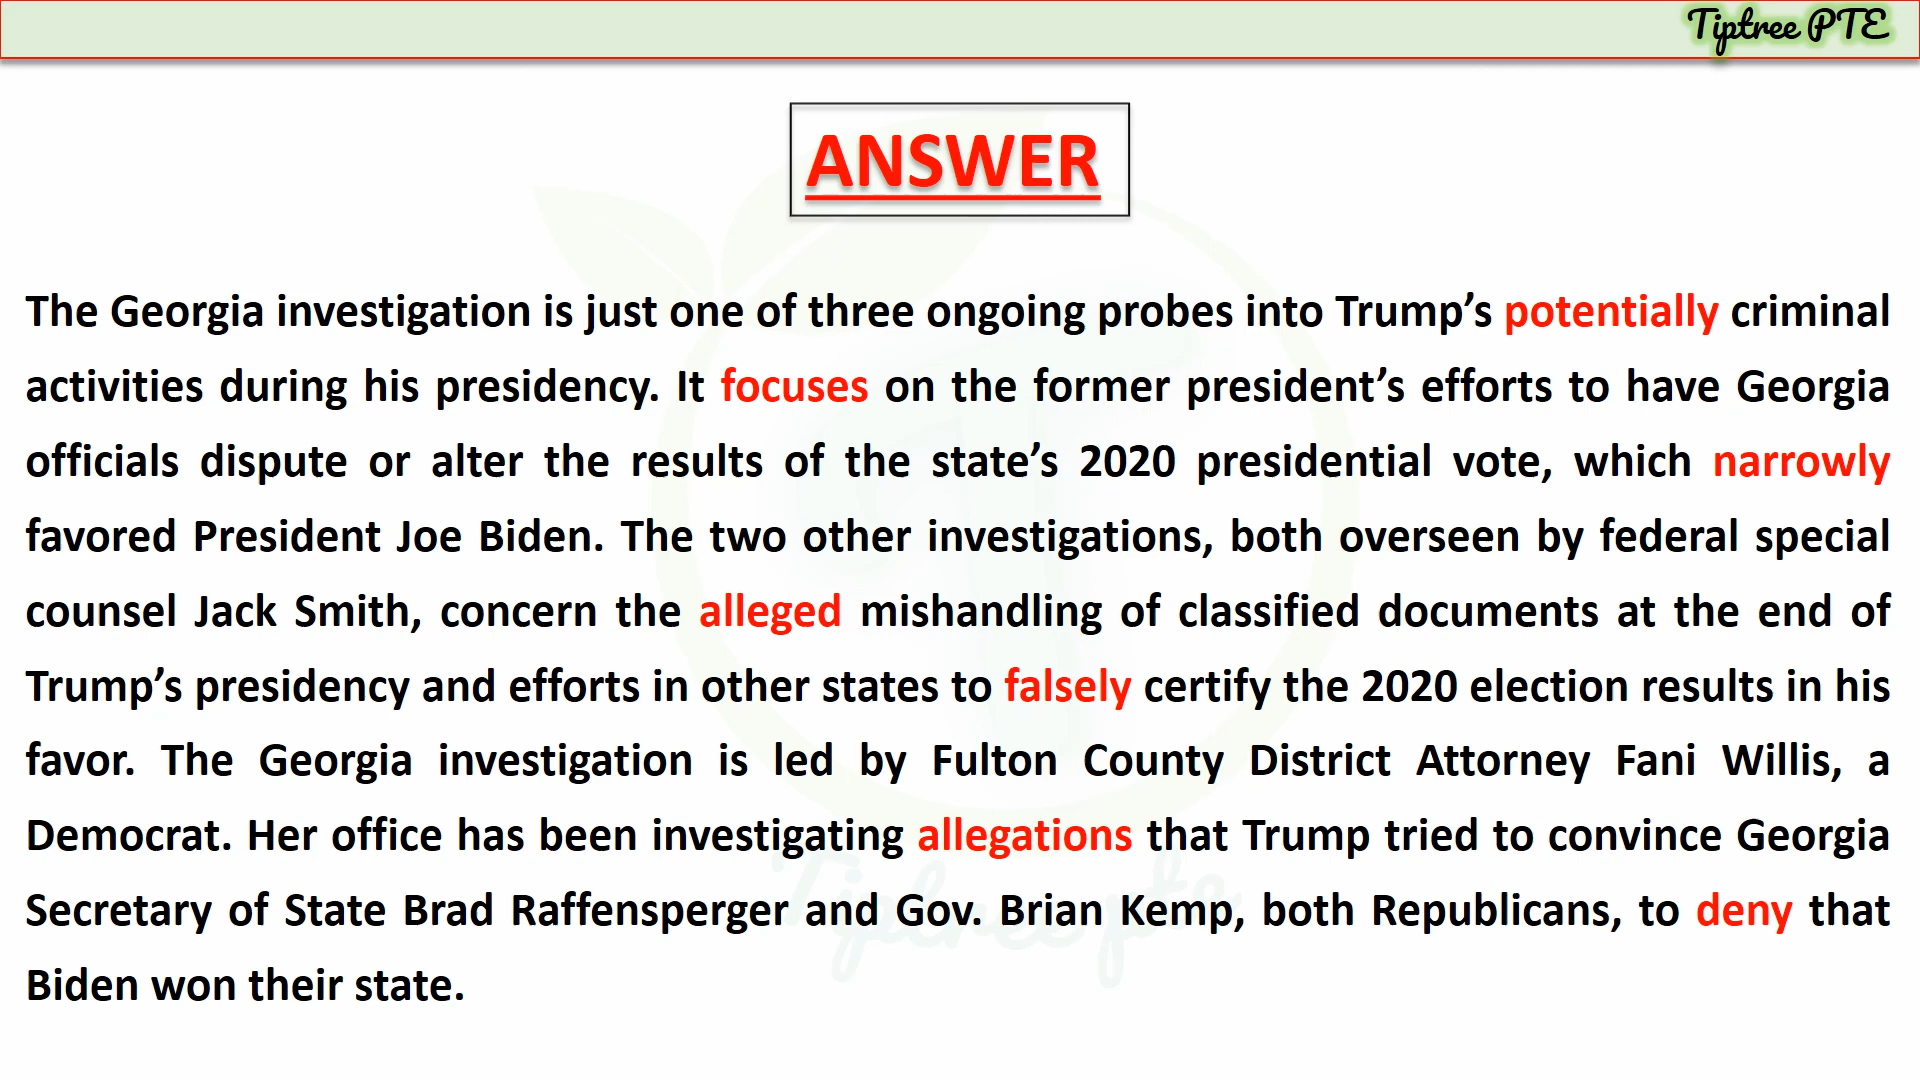 Tiptree PTE
ANSWER
The Georgia investigation is just one of three ongoing probes into Trump’s potentially criminal
activities during his presidency. It focuses on the former president’s efforts to have Georgia
officials dispute or alter the results of the state’s 2020 presidential vote, which narrowly
favored President Joe Biden. The two other investigations, both overseen by federal special
counsel Jack Smith, concern the alleged mishandling of classified documents at the end of
Trump’s presidency and efforts in other states to falsely certify the 2020 election results in his
favor. The Georgia investigation is led by Fulton County District Attorney Fani Willis, a
Democrat. Her office has been investigating allegations that Trump tried to convince Georgia
Secretary of State Brad Raffensperger and Gov. Brian Kemp, both Republicans, to deny that
Biden won their state.
Tiptree pte